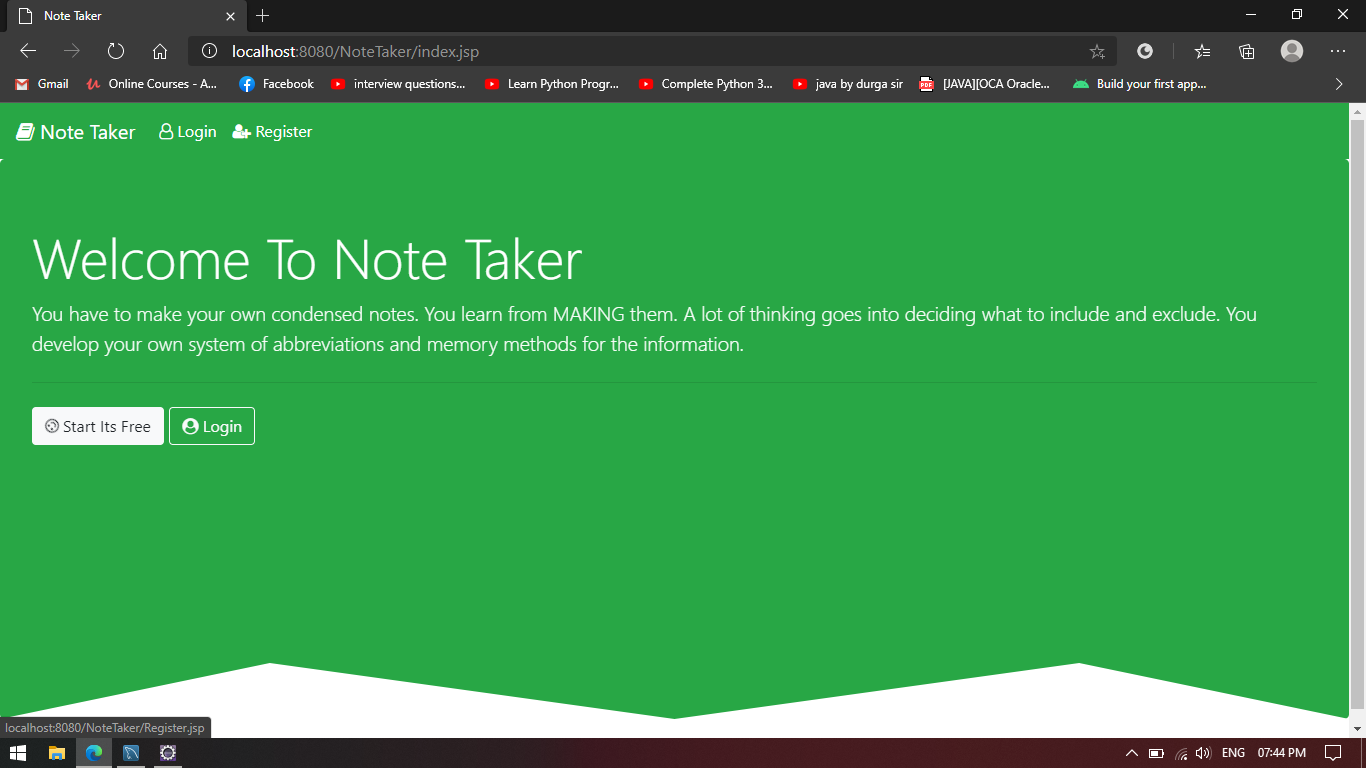 Note Taker
localhost:8080/NoteTaker/index.jsp
Gmail Online Courses - A... Facebook interview questions... Learn Python Progr... Complete Python 3... java by durga sir [JAVA][OCA Oracle... Build your first app...
Note Taker Login Register
Welcome To Note Taker
You have to make your own condensed notes. You learn from MAKING them. A lot of thinking goes into deciding what to include and exclude. You
develop your own system of abbreviations and memory methods for the information.
Start Its Free Login
localhost:8080/NoteTaker/Register.jsp
ENG 07:44 PM